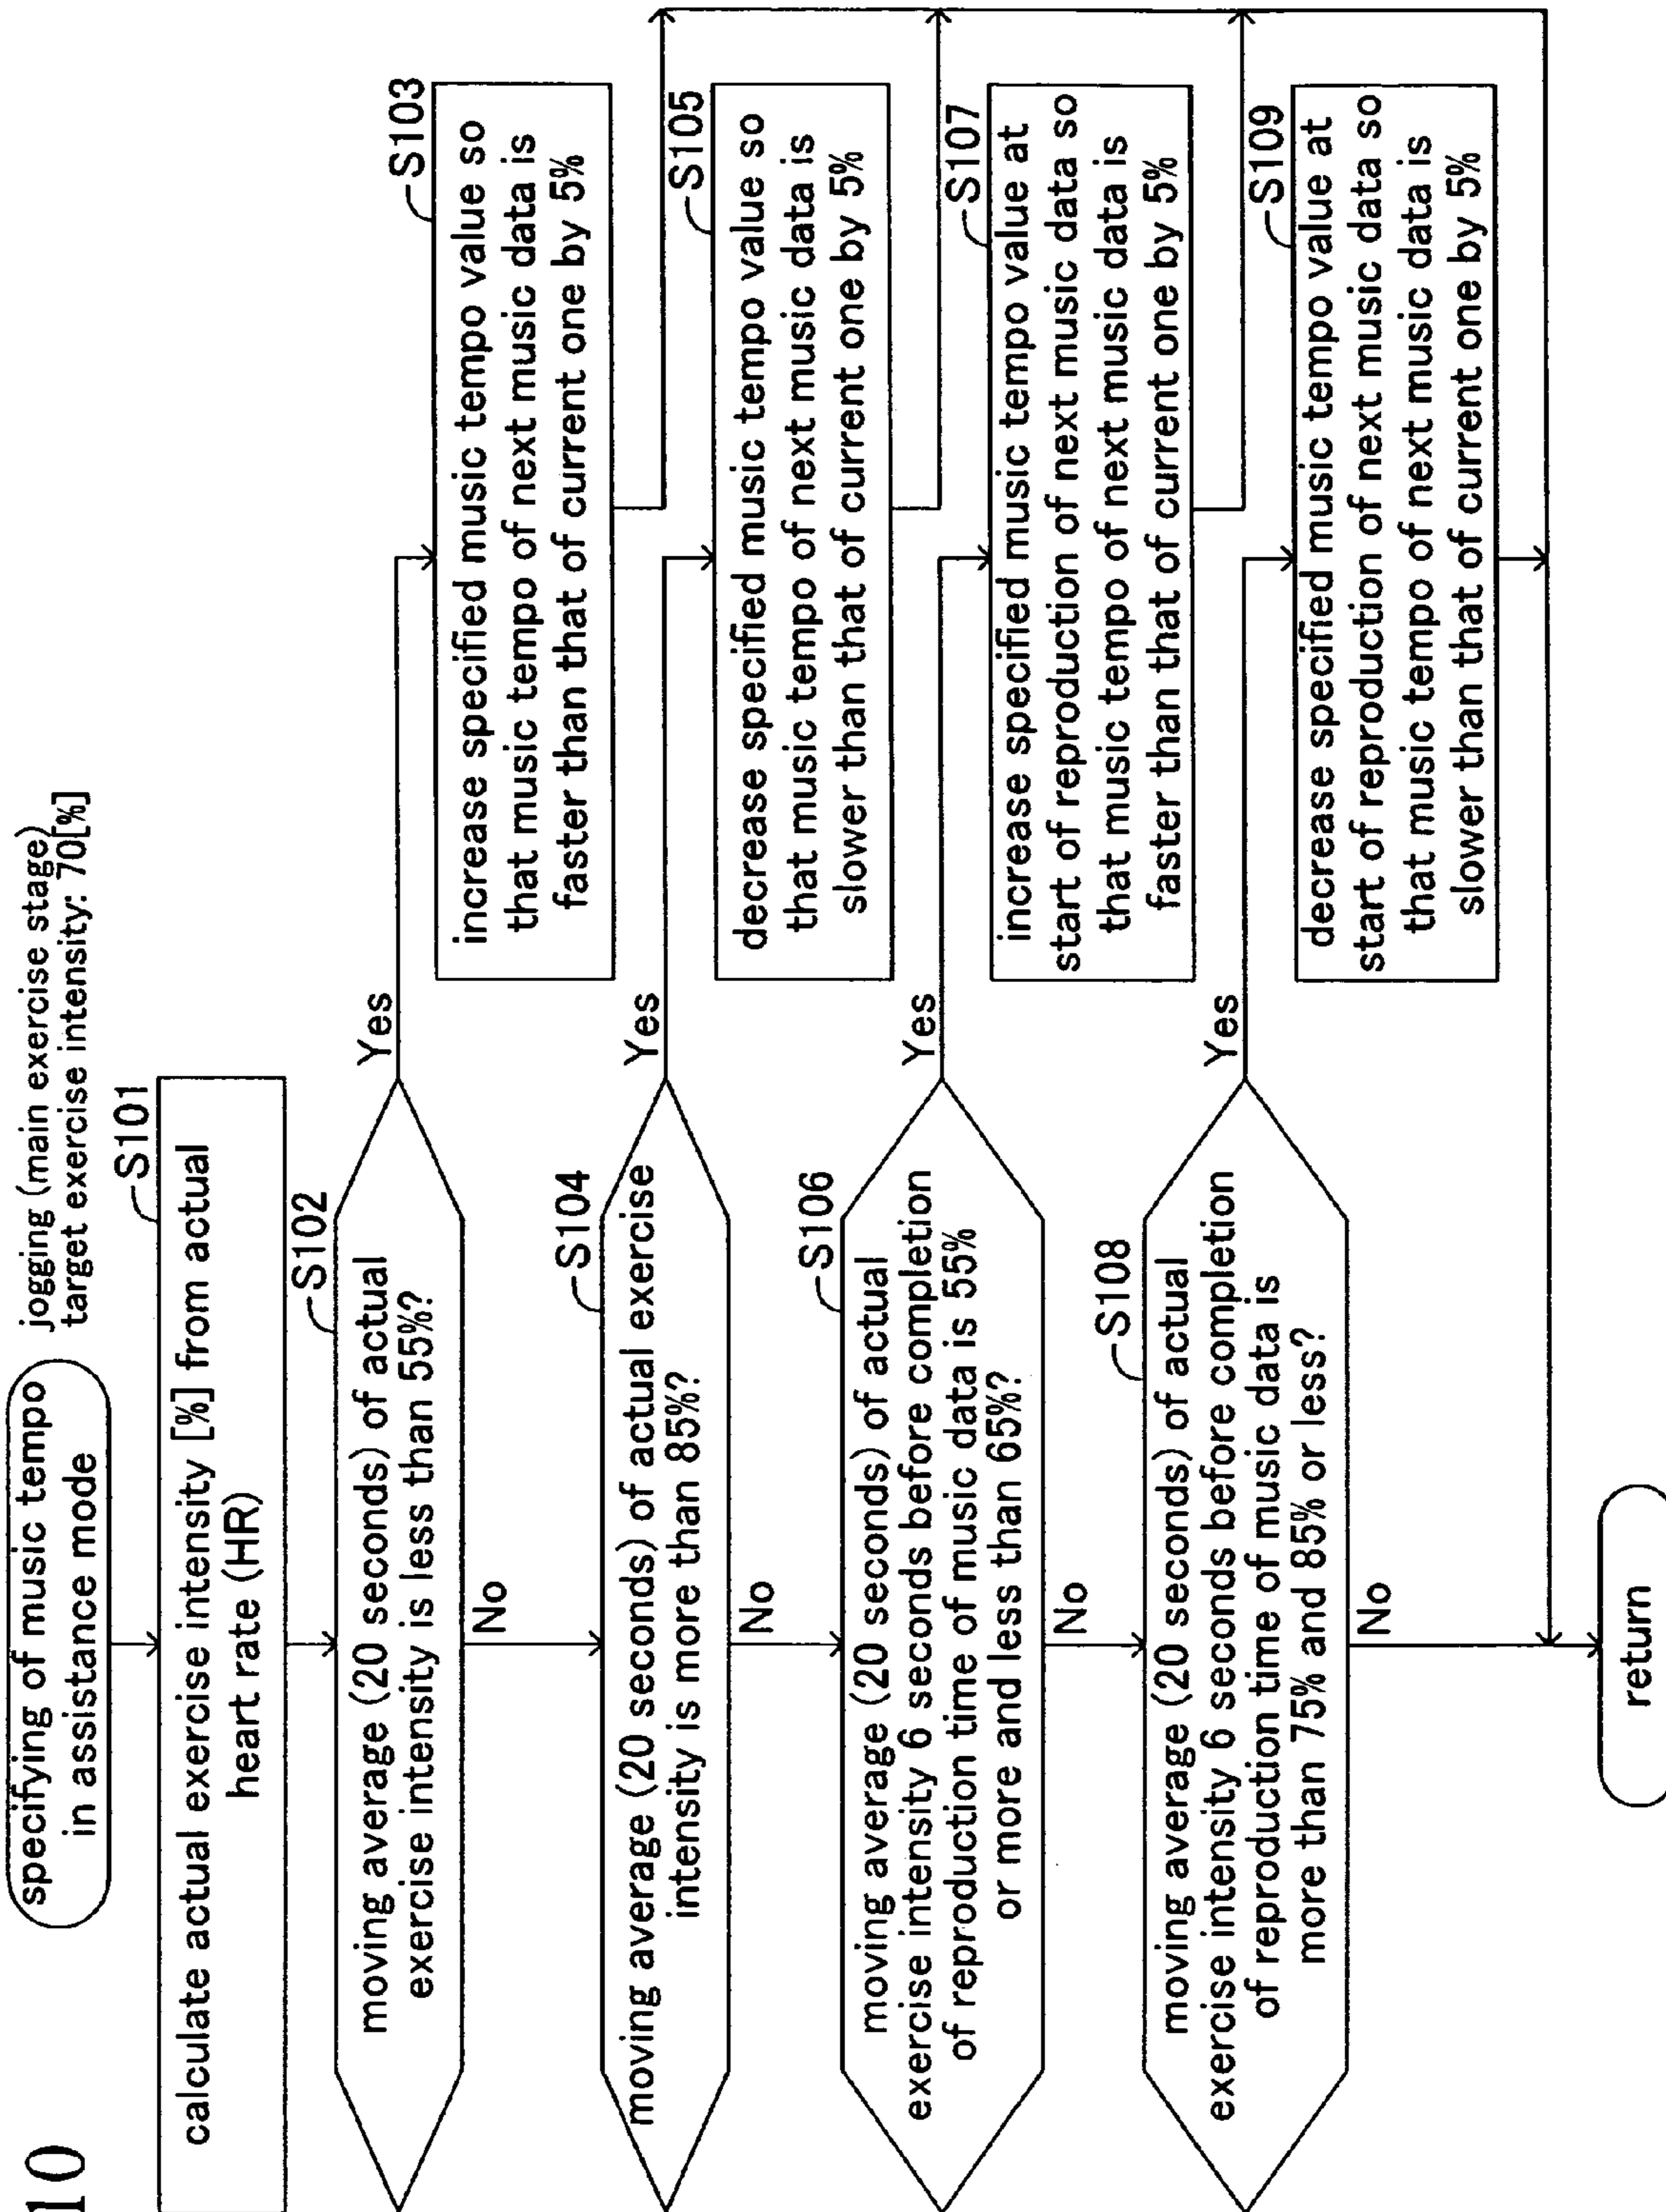 10
specifying of music tempo
in assistance mode
jogging (main exercise stage)
target exercise intensity: 70[%]
S101
calculate actual exercise intensity [%] from actual
heart rate (HR)
S102
moving average (20 seconds) of actual
exercise intensity is less than 55%?
Yes
No
S103
increase specified music tempo value so
that music tempo of next music data is
faster than that of current one by 5%
S104
moving average (20 seconds) of actual exercise
intensity is more than 85%?
Yes
No
S105
decrease specified music tempo value so
that music tempo of next music data is
slower than that of current one by 5%
S106
moving average (20 seconds) of actual
exercise intensity 6 seconds before completion
of reproduction time of music data is 55%
or more and less than 65%?
Yes
No
S107
increase specified music tempo value at
start of reproduction of next music data so
that music tempo of next music data is
faster than that of current one by 5%
S108
moving average (20 seconds) of actual
exercise intensity 6 seconds before completion
of reproduction time of music data is
more than 75% and 85% or less?
Yes
No
S109
decrease specified music tempo value at
start of reproduction of next music data so
that music tempo of next music data is
slower than that of current one by 5%
return